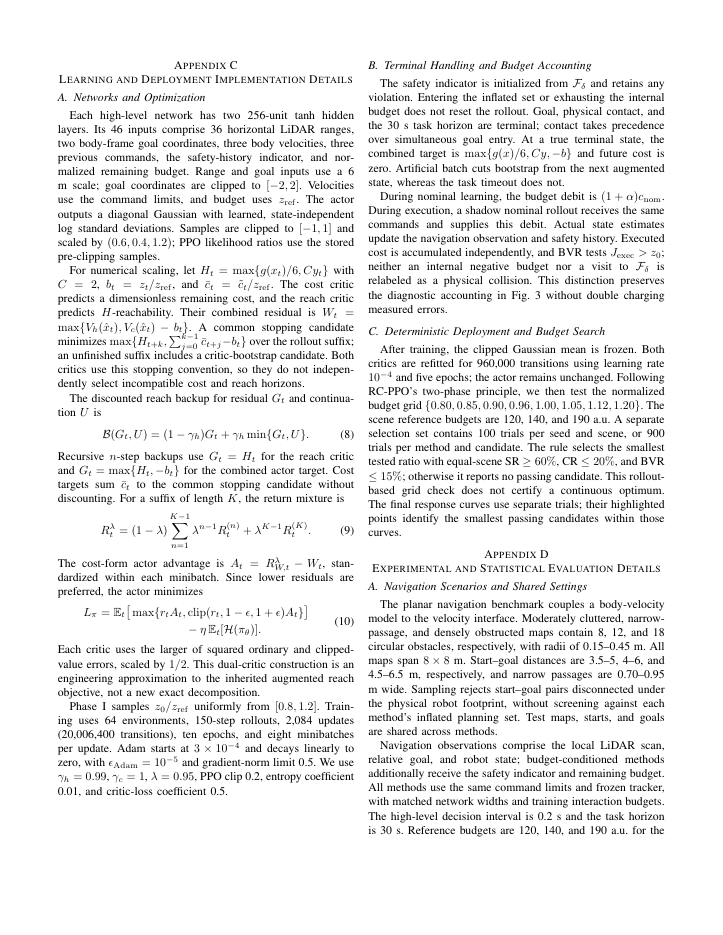 APPENDIX C
LEARNING AND DEPLOYMENT IMPLEMENTATION DETAILS
A. Networks and Optimization
Each high-level network has two 256-unit tanh hidden
layers. Its 46 inputs comprise 36 horizontal LiDAR ranges,
two body-frame goal coordinates, three body velocities, three
previous commands, the safety-history indicator, and nor-
malized remaining budget. Range and goal inputs use a 6
m scale; goal coordinates are clipped to [−2, 2]. Velocities
use the command limits, and budget uses z_ref. The actor
outputs a diagonal Gaussian with learned, state-independent
log standard deviations. Samples are clipped to [−1, 1] and
scaled by (0.6, 0.4, 1.2); PPO likelihood ratios use the stored
pre-clipping samples.
For numerical scaling, let H_t = max{g(x_t)/6, Cy_t} with
C = 2, b_t = z_t/z_ref, and c̄_t = c̃_t/z_ref. The cost critic
predicts a dimensionless remaining cost, and the reach critic
predicts H-reachability. Their combined residual is W_t =
max{V_h(x̂_t), V_c(x̂_t) − b_t}. A common stopping candidate
minimizes max{H_{t+k}, ∑_{j=0}^{k−1} c̄_{t+j} − b_t} over the rollout suffix;
an unfinished suffix includes a critic-bootstrap candidate. Both
critics use this stopping convention, so they do not indepen-
dently select incompatible cost and reach horizons.
The discounted reach backup for residual G_t and continua-
tion U is
B(G_t, U) = (1 − γ_h)G_t + γ_h min{G_t, U}. (8)
Recursive n-step backups use G_t = H_t for the reach critic
and G_t = max{H_t, −b_t} for the combined actor target. Cost
targets sum c̄_t to the common stopping candidate without
discounting. For a suffix of length K, the return mixture is
R_t^λ = (1 − λ) ∑_{n=1}^{K−1} λ^{n−1} R_t^{(n)} + λ^{K−1} R_t^{(K)}. (9)
The cost-form actor advantage is A_t = R^λ_{W,t} − W_t, stan-
dardized within each minibatch. Since lower residuals are
preferred, the actor minimizes
L_π = 𝔼_t[max{r_t A_t, clip(r_t, 1 − ϵ, 1 + ϵ)A_t}]
− η 𝔼_t[H(π_θ)]. (10)
Each critic uses the larger of squared ordinary and clipped-
value errors, scaled by 1/2. This dual-critic construction is an
engineering approximation to the inherited augmented reach
objective, not a new exact decomposition.
Phase I samples z_0/z_ref uniformly from [0.8, 1.2]. Train-
ing uses 64 environments, 150-step rollouts, 2,084 updates
(20,006,400 transitions), ten epochs, and eight minibatches
per update. Adam starts at 3 × 10^{−4} and decays linearly to
zero, with ϵ_Adam = 10^{−5} and gradient-norm limit 0.5. We use
γ_h = 0.99, γ_c = 1, λ = 0.95, PPO clip 0.2, entropy coefficient
0.01, and critic-loss coefficient 0.5.
B. Terminal Handling and Budget Accounting
The safety indicator is initialized from F_δ and retains any
violation. Entering the inflated set or exhausting the internal
budget does not reset the rollout. Goal, physical contact, and
the 30 s task horizon are terminal; contact takes precedence
over simultaneous goal entry. At a true terminal state, the
combined target is max{g(x)/6, Cy, −b} and future cost is
zero. Artificial batch cuts bootstrap from the next augmented
state, whereas the task timeout does not.
During nominal learning, the budget debit is (1 + α)c_nom.
During execution, a shadow nominal rollout receives the same
commands and supplies this debit. Actual state estimates
update the navigation observation and safety history. Executed
cost is accumulated independently, and BVR tests J_exec > z_0;
neither an internal negative budget nor a visit to F_δ is
relabeled as a physical collision. This distinction preserves
the diagnostic accounting in Fig. 3 without double charging
measured errors.
C. Deterministic Deployment and Budget Search
After training, the clipped Gaussian mean is frozen. Both
critics are refitted for 960,000 transitions using learning rate
10^{−4} and five epochs; the actor remains unchanged. Following
RC-PPO's two-phase principle, we then test the normalized
budget grid {0.80, 0.85, 0.90, 0.96, 1.00, 1.05, 1.12, 1.20}. The
scene reference budgets are 120, 140, and 190 a.u. A separate
selection set contains 100 trials per seed and scene, or 900
trials per method and candidate. The rule selects the smallest
tested ratio with equal-scene SR ≥ 60%, CR ≤ 20%, and BVR
≤ 15%; otherwise it reports no passing candidate. This rollout-
based grid check does not certify a continuous optimum.
The final response curves use separate trials; their highlighted
points identify the smallest passing candidates within those
curves.
APPENDIX D
EXPERIMENTAL AND STATISTICAL EVALUATION DETAILS
A. Navigation Scenarios and Shared Settings
The planar navigation benchmark couples a body-velocity
model to the velocity interface. Moderately cluttered, narrow-
passage, and densely obstructed maps contain 8, 12, and 18
circular obstacles, respectively, with radii of 0.15–0.45 m. All
maps span 8 × 8 m. Start–goal distances are 3.5–5, 4–6, and
4.5–6.5 m, respectively, and narrow passages are 0.70–0.95
m wide. Sampling rejects start–goal pairs disconnected under
the physical robot footprint, without screening against each
method's inflated planning set. Test maps, starts, and goals
are shared across methods.
Navigation observations comprise the local LiDAR scan,
relative goal, and robot state; budget-conditioned methods
additionally receive the safety indicator and remaining budget.
All methods use the same command limits and frozen tracker,
with matched network widths and training interaction budgets.
The high-level decision interval is 0.2 s and the task horizon
is 30 s. Reference budgets are 120, 140, and 190 a.u. for the